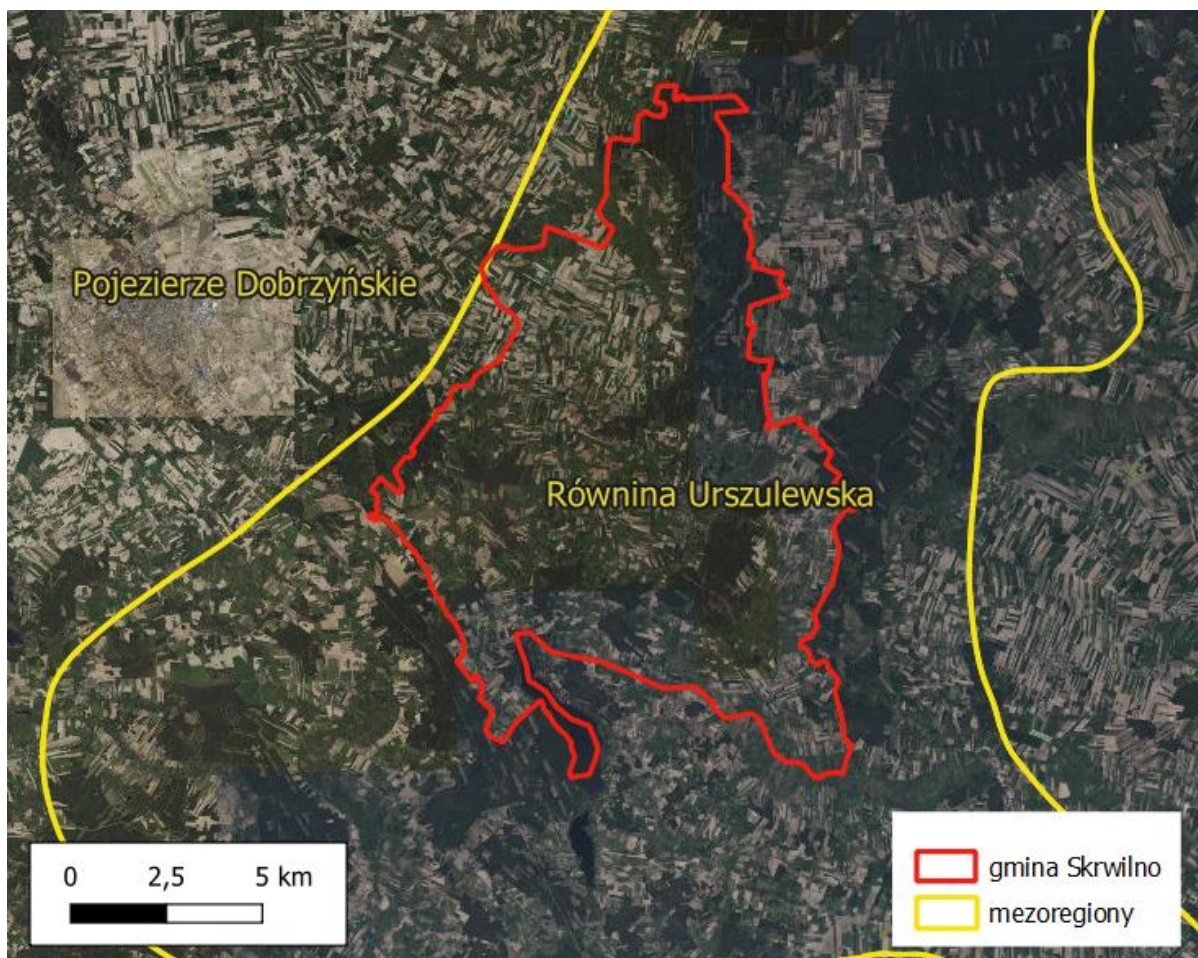 Pojezierze Dobrzyńskie
Równina Urszulewska
0 2,5 5 km
gmina Skrwilno
mezoregiony